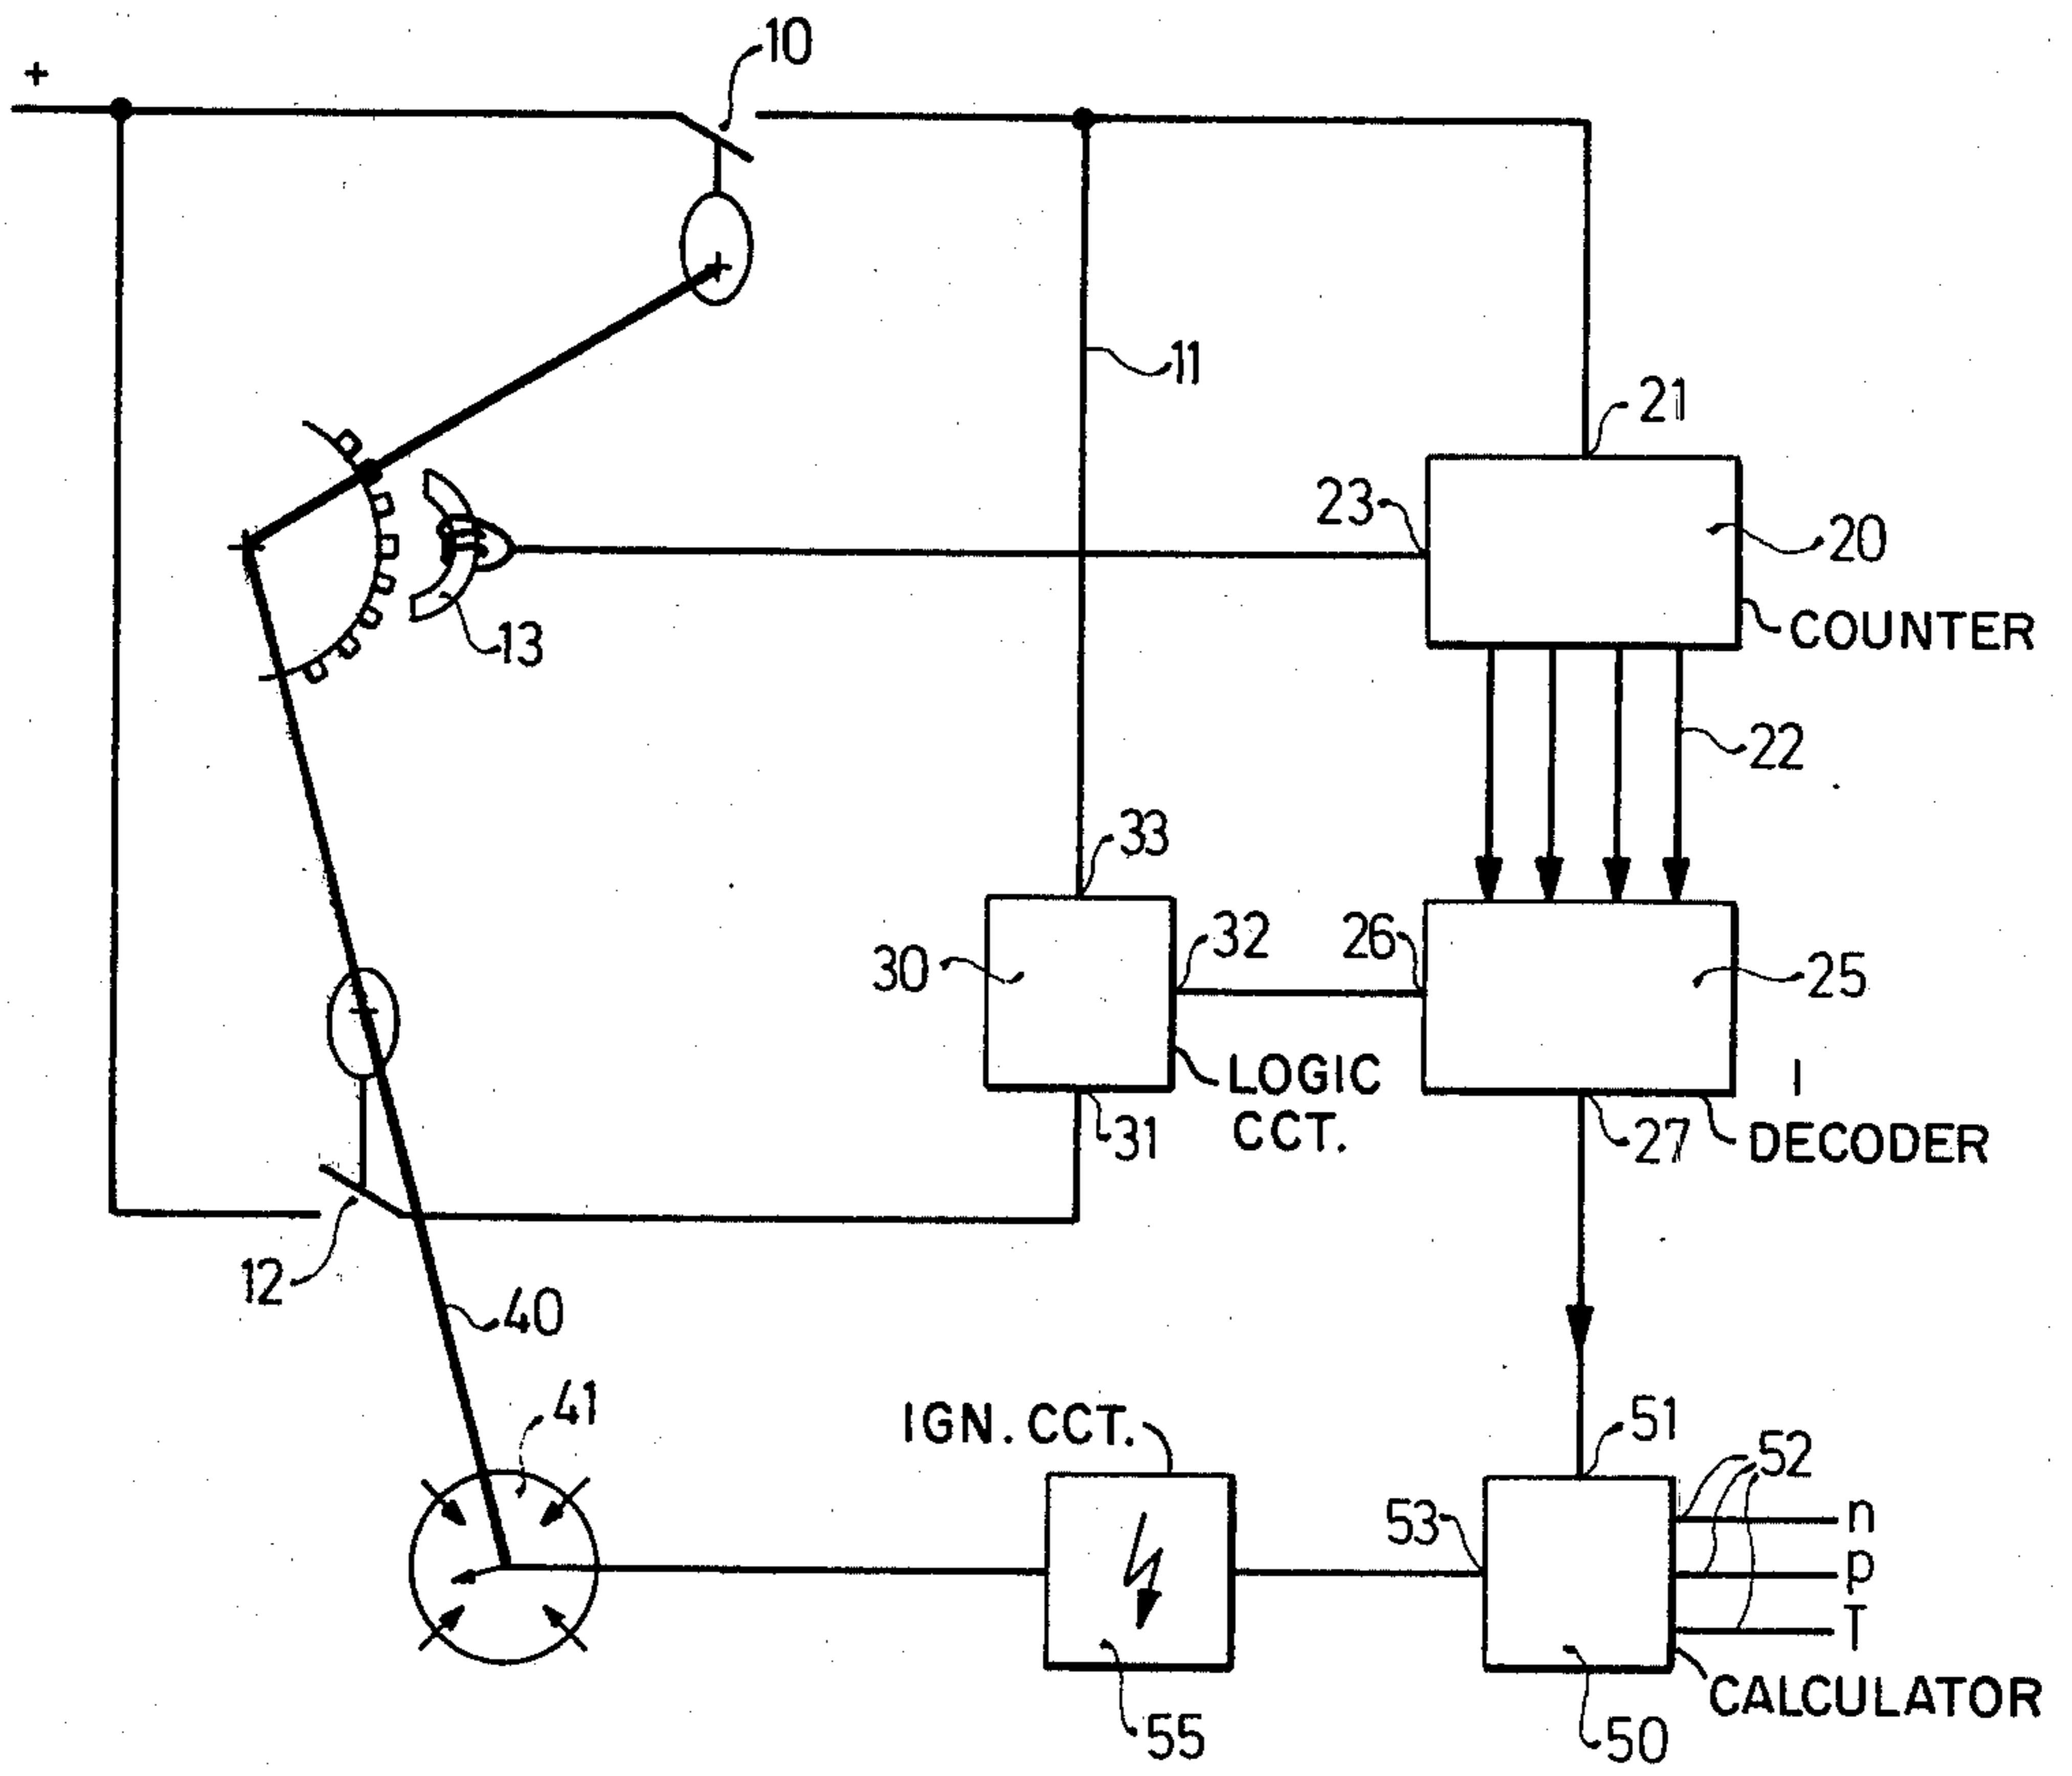 10
+
11
21
23
20
COUNTER
13
22
33
32
26
30
25
LOGIC
CCT.
31
27
DECODER
12
40
41
IGN. CCT.
51
52
n
53
p
T
CALCULATOR
55
50